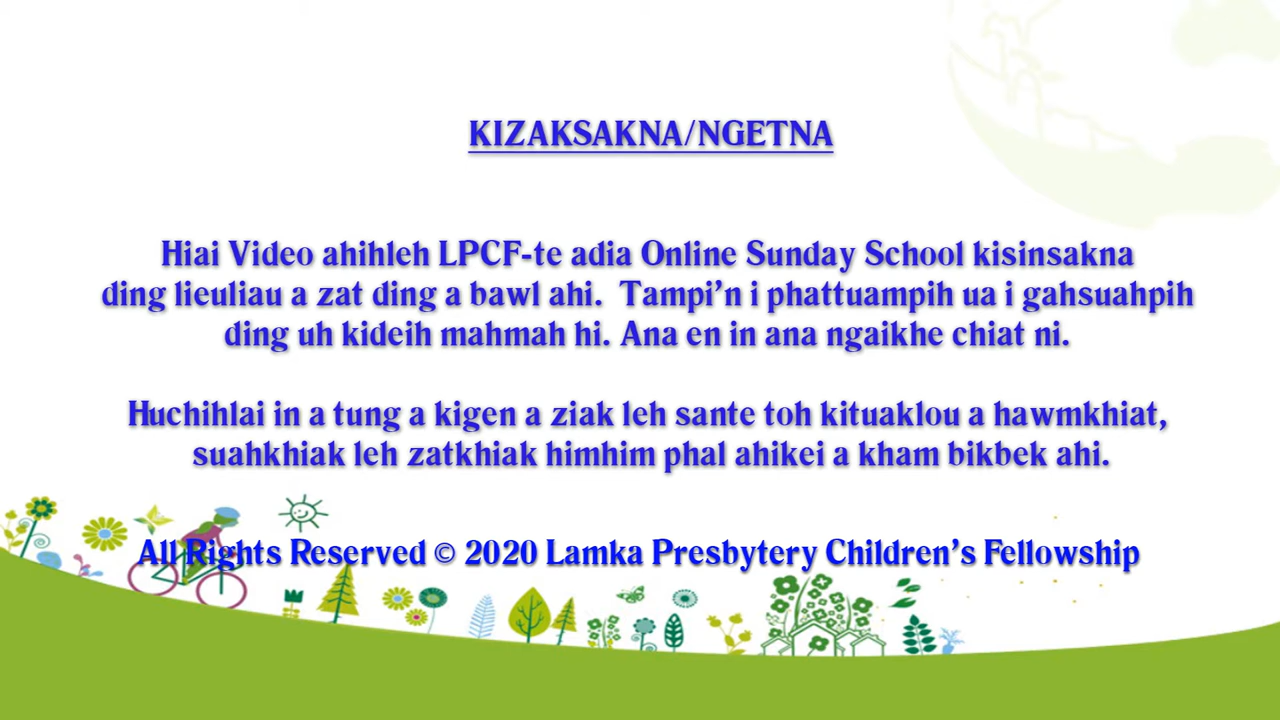 KIZAKSAKNA/NGETNA
Hiai Video ahihleh LPCF-te adia Online Sunday School kisinsakna
ding lieuliau a zat ding a bawl ahi.  Tampi'n i phattuampih ua i gahsuahpih
ding uh kideih mahmah hi. Ana en in ana ngaikhe chiat ni.
Huchihlai in a tung a kigen a ziak leh sante toh kituaklou a hawmkhiat,
suahkhiak leh zatkhiak himhim phal ahikei a kham bikbek ahi.
All Rights Reserved © 2020 Lamka Presbytery Children's Fellowship